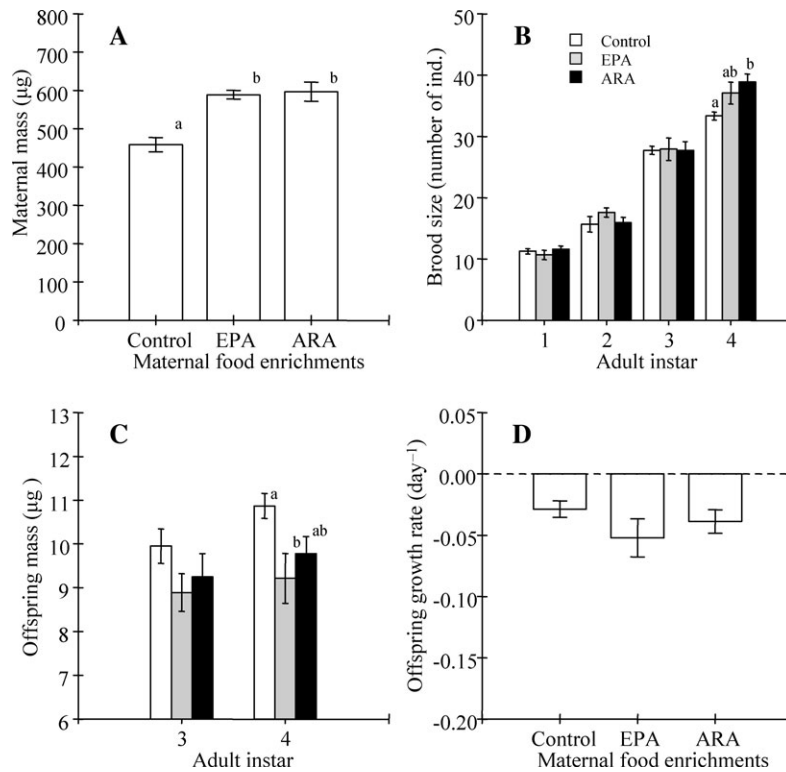 A
Maternal mass (μg)
800
700
600
500
400
300
200
100
0
a
b
b
Control EPA ARA
Maternal food enrichments
B
Control
EPA
ARA
Brood size (number of ind.)
50
40
30
20
10
0
a
ab
b
1 2 3 4
Adult instar
C
Offspring mass (μg)
13
12
11
10
9
8
7
6
a
b
ab
3 4
Adult instar
D
Offspring growth rate (day⁻¹)
0.05
0.00
-0.05
-0.10
-0.15
-0.20
Control EPA ARA
Maternal food enrichments